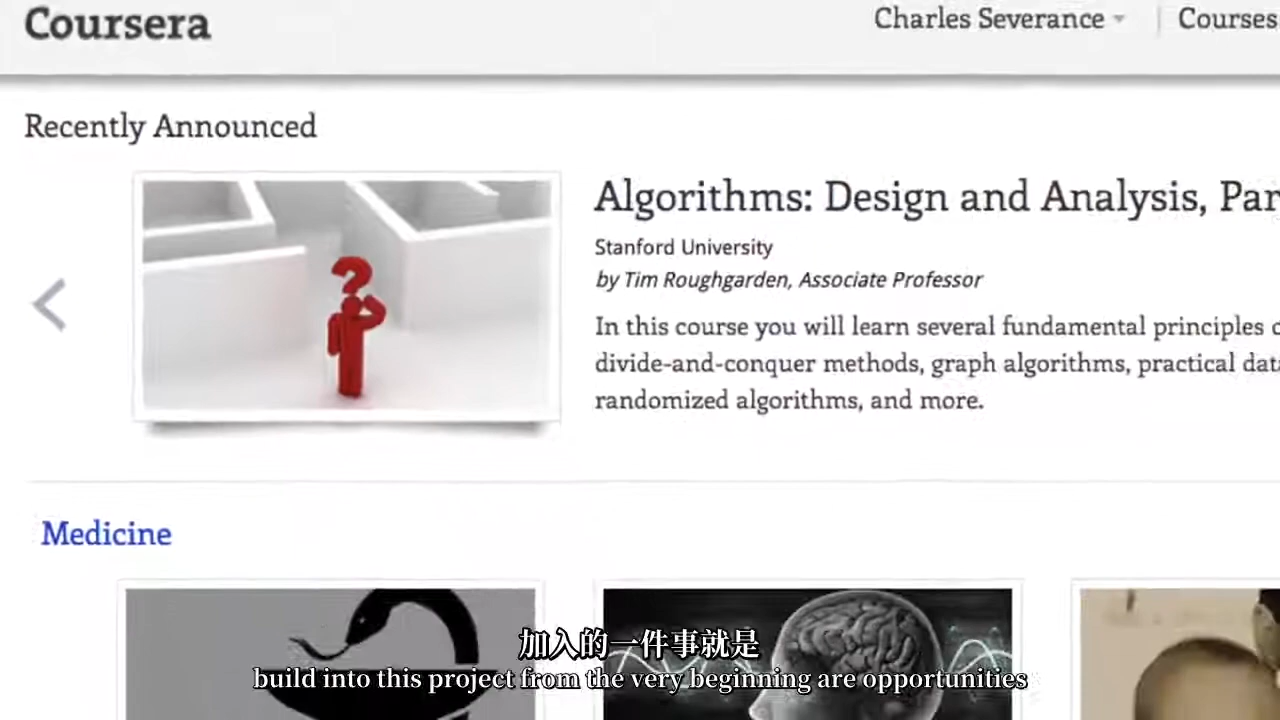 Coursera
Charles Severance
Courses
Recently Announced
Algorithms: Design and Analysis, Par
Stanford University
by Tim Roughgarden, Associate Professor
In this course you will learn several fundamental principles
divide-and-conquer methods, graph algorithms, practical dat
randomized algorithms, and more.
Medicine
加入的一件事就是
build into this project from the very beginning are opportunities